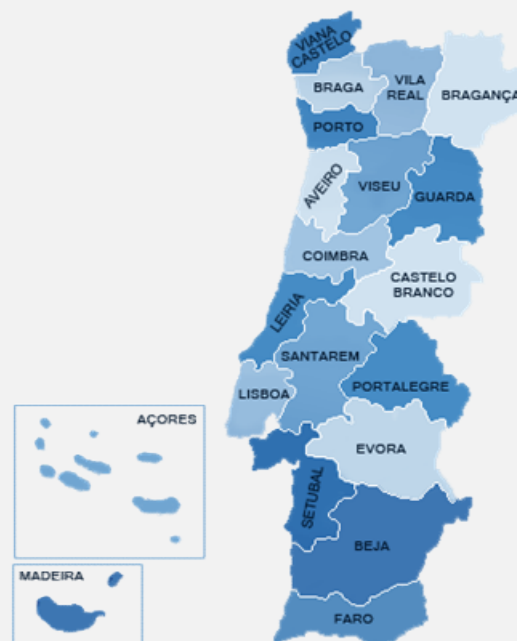 VIANA
CASTELO
BRAGA
VILA
REAL
BRAGANÇA
PORTO
AVEIRO
VISEU
GUARDA
COIMBRA
CASTELO
BRANCO
LEIRIA
SANTAREM
LISBOA
PORTALEGRE
AÇORES
EVORA
SETUBAL
BEJA
MADEIRA
FARO